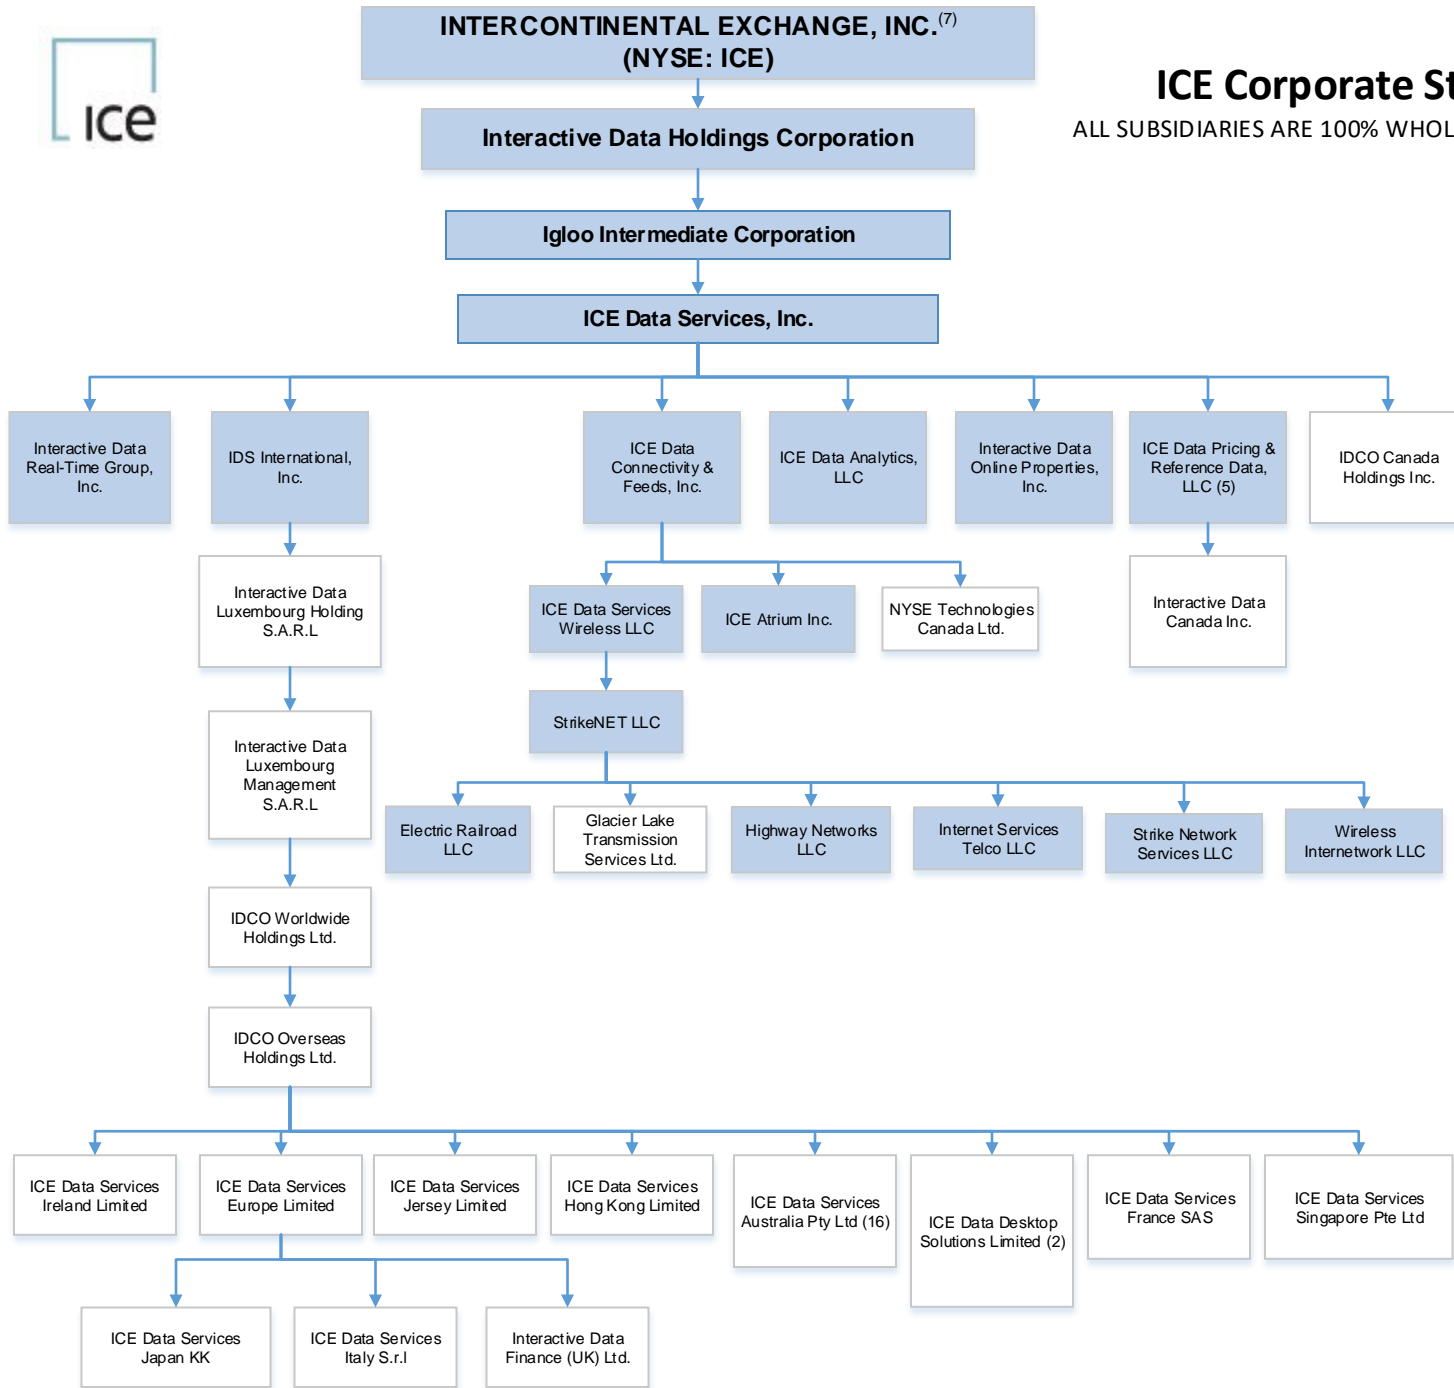 INTERCONTINENTAL EXCHANGE, INC.(7)
(NYSE: ICE)
ice
ICE Corporate St
ALL SUBSIDIARIES ARE 100% WHOL
Interactive Data Holdings Corporation
Igloo Intermediate Corporation
ICE Data Services, Inc.
Interactive Data
Real-Time Group,
Inc.
IDS International,
Inc.
ICE Data
Connectivity &
Feeds, Inc.
ICE Data Analytics,
LLC
Interactive Data
Online Properties,
Inc.
ICE Data Pricing &
Reference Data,
LLC (5)
IDCO Canada
Holdings Inc.
Interactive Data
Luxembourg Holding
S.A.R.L
ICE Data Services
Wireless LLC
ICE Atrium Inc.
NYSE Technologies
Canada Ltd.
Interactive Data
Canada Inc.
StrikeNET LLC
Interactive Data
Luxembourg
Management
S.A.R.L
Electric Railroad
LLC
Glacier Lake
Transmission
Services Ltd.
Highway Networks
LLC
Internet Services
Telco LLC
Strike Network
Services LLC
Wireless
Internetwork LLC
IDCO Worldwide
Holdings Ltd.
IDCO Overseas
Holdings Ltd.
ICE Data Services
Ireland Limited
ICE Data Services
Europe Limited
ICE Data Services
Jersey Limited
ICE Data Services
Hong Kong Limited
ICE Data Services
Australia Pty Ltd (16)
ICE Data Desktop
Solutions Limited (2)
ICE Data Services
France SAS
ICE Data Services
Singapore Pte Ltd
ICE Data Services
Japan KK
ICE Data Services
Italy S.r.l
Interactive Data
Finance (UK) Ltd.